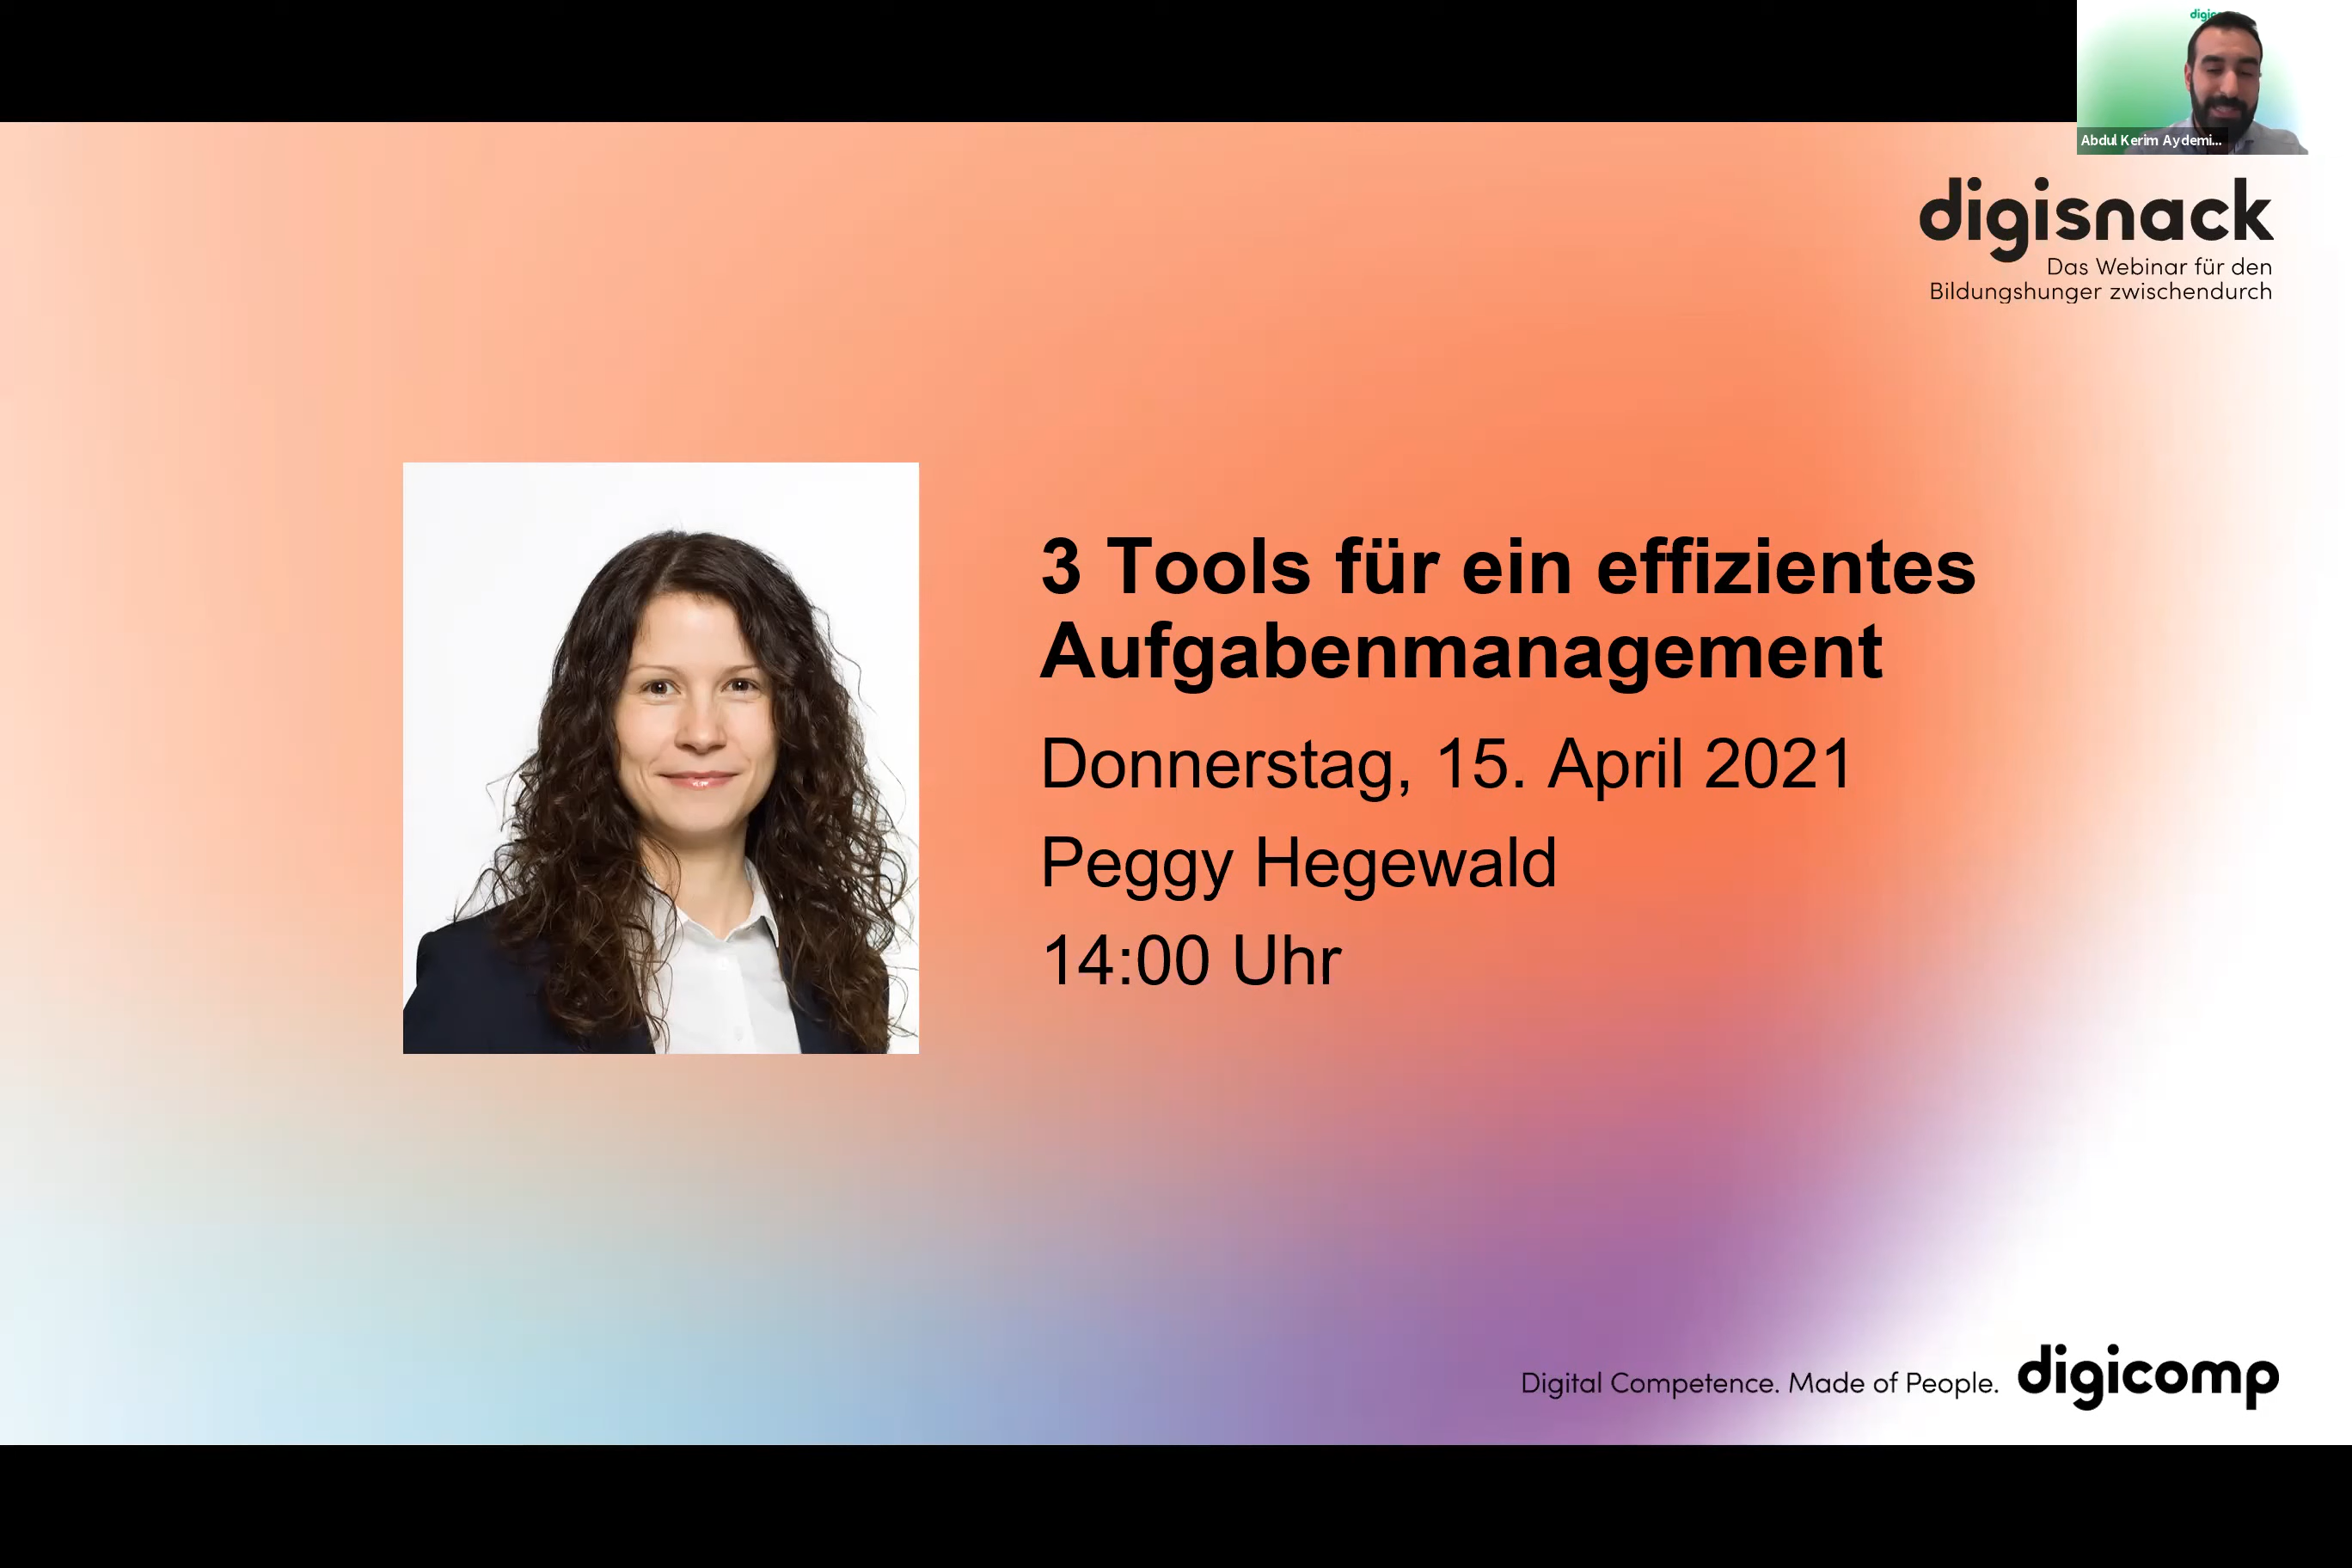 digi
Abdul Kerim Aydemi...
digisnack
Das Webinar für den
Bildungshunger zwischendurch
3 Tools für ein effizientes
Aufgabenmanagement
Donnerstag, 15. April 2021
Peggy Hegewald
14:00 Uhr
Digital Competence. Made of People. digicomp